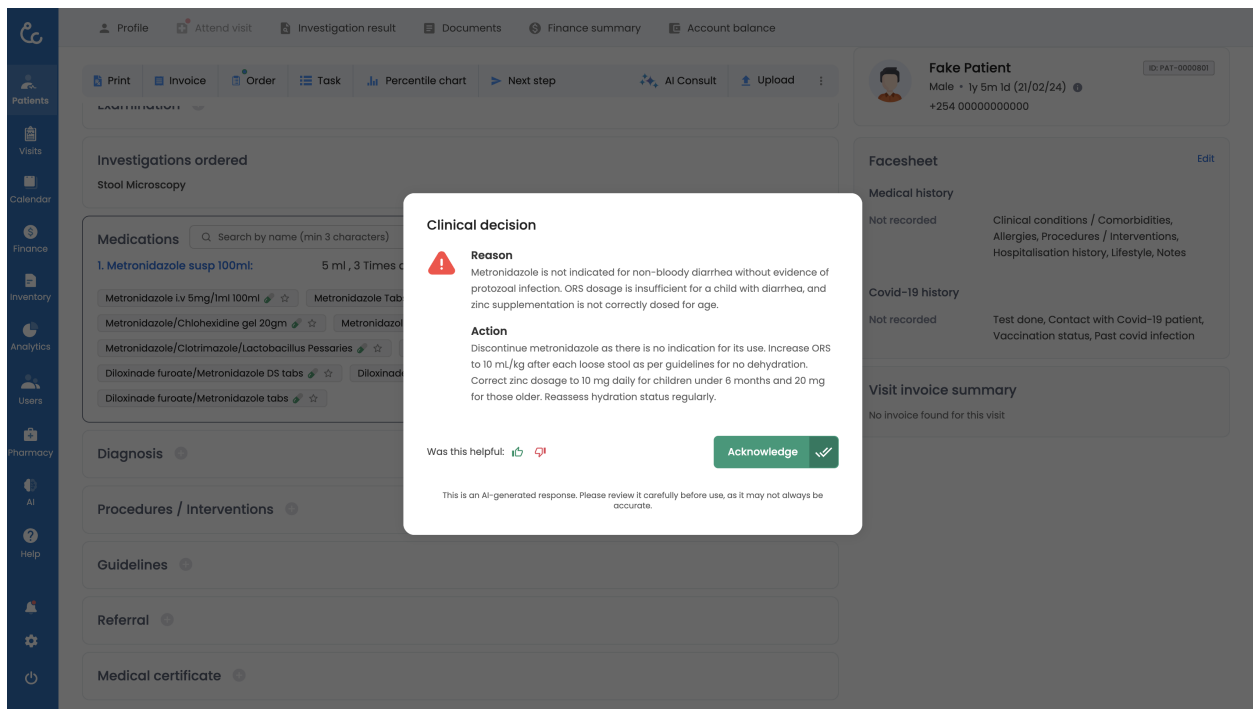 Cc
Profile
Attend visit
Investigation result
Documents
Finance summary
Account balance
Patients
Visits
Calendar
Finance
Inventory
Analytics
Users
Pharmacy
AI
Help
Print
Invoice
Order
Task
Percentile chart
Next step
AI Consult
Upload
Examination
Investigations ordered
Stool Microscopy
Medications
Search by name (min 3 characters)
1. Metronidazole susp 100ml:
5 ml , 3 Times
Metronidazole i.v 5mg/1ml 100ml
Metronidazole Tab
Metronidazole/Chlohexidine gel 20gm
Metronidazol
Metronidazole/Clotrimazole/Lactobacillus Pessaries
Diloxinade furoate/Metronidazole DS tabs
Diloxinad
Diloxinade furoate/Metronidazole tabs
Diagnosis
Procedures / Interventions
Guidelines
Referral
Medical certificate
Clinical decision
Reason
Metronidazole is not indicated for non-bloody diarrhea without evidence of
protozoal infection. ORS dosage is insufficient for a child with diarrhea, and
zinc supplementation is not correctly dosed for age.
Action
Discontinue metronidazole as there is no indication for its use. Increase ORS
to 10 mL/kg after each loose stool as per guidelines for no dehydration.
Correct zinc dosage to 10 mg daily for children under 6 months and 20 mg
for those older. Reassess hydration status regularly.
Was this helpful:
Acknowledge
This is an AI-generated response. Please review it carefully before use, as it may not always be
accurate.
Fake Patient
ID: PAT-0000801
Male • 1y 5m 1d (21/02/24)
+254 00000000000
Facesheet
Edit
Medical history
Not recorded
Clinical conditions / Comorbidities,
Allergies, Procedures / Interventions,
Hospitalisation history, Lifestyle, Notes
Covid-19 history
Not recorded
Test done, Contact with Covid-19 patient,
Vaccination status, Past covid infection
Visit invoice summary
No invoice found for this visit